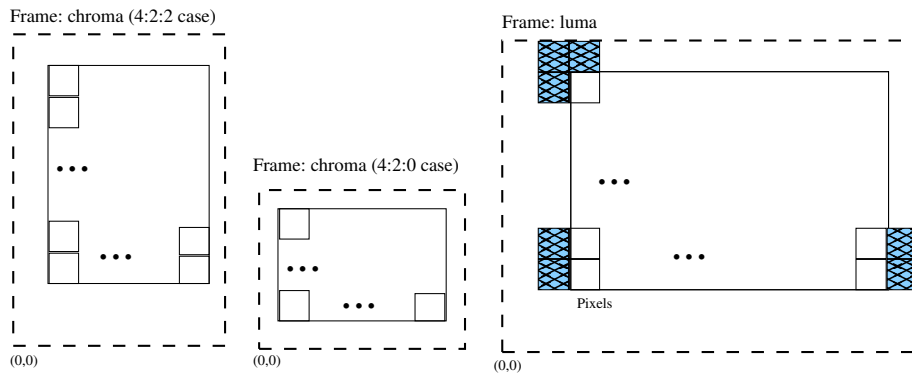 Frame: chroma (4:2:2 case)
Frame: luma
Frame: chroma (4:2:0 case)
Pixels
(0,0)
(0,0)
(0,0)